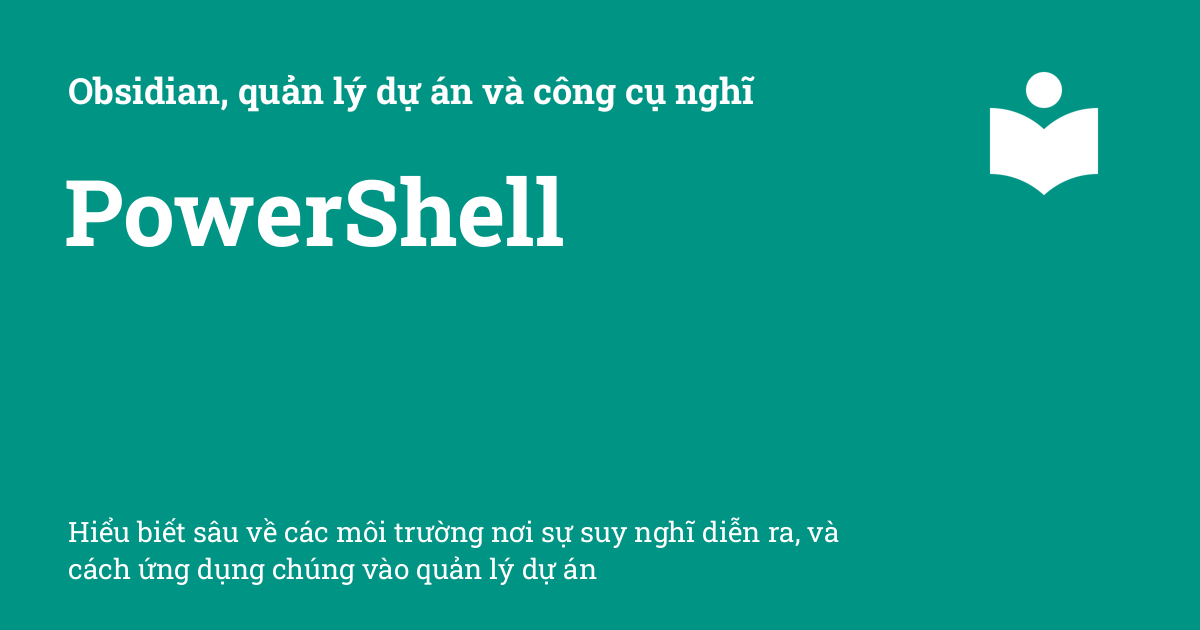 Obsidian, quản lý dự án và công cụ nghĩ
PowerShell
Hiểu biết sâu về các môi trường nơi sự suy nghĩ diễn ra, và
cách ứng dụng chúng vào quản lý dự án